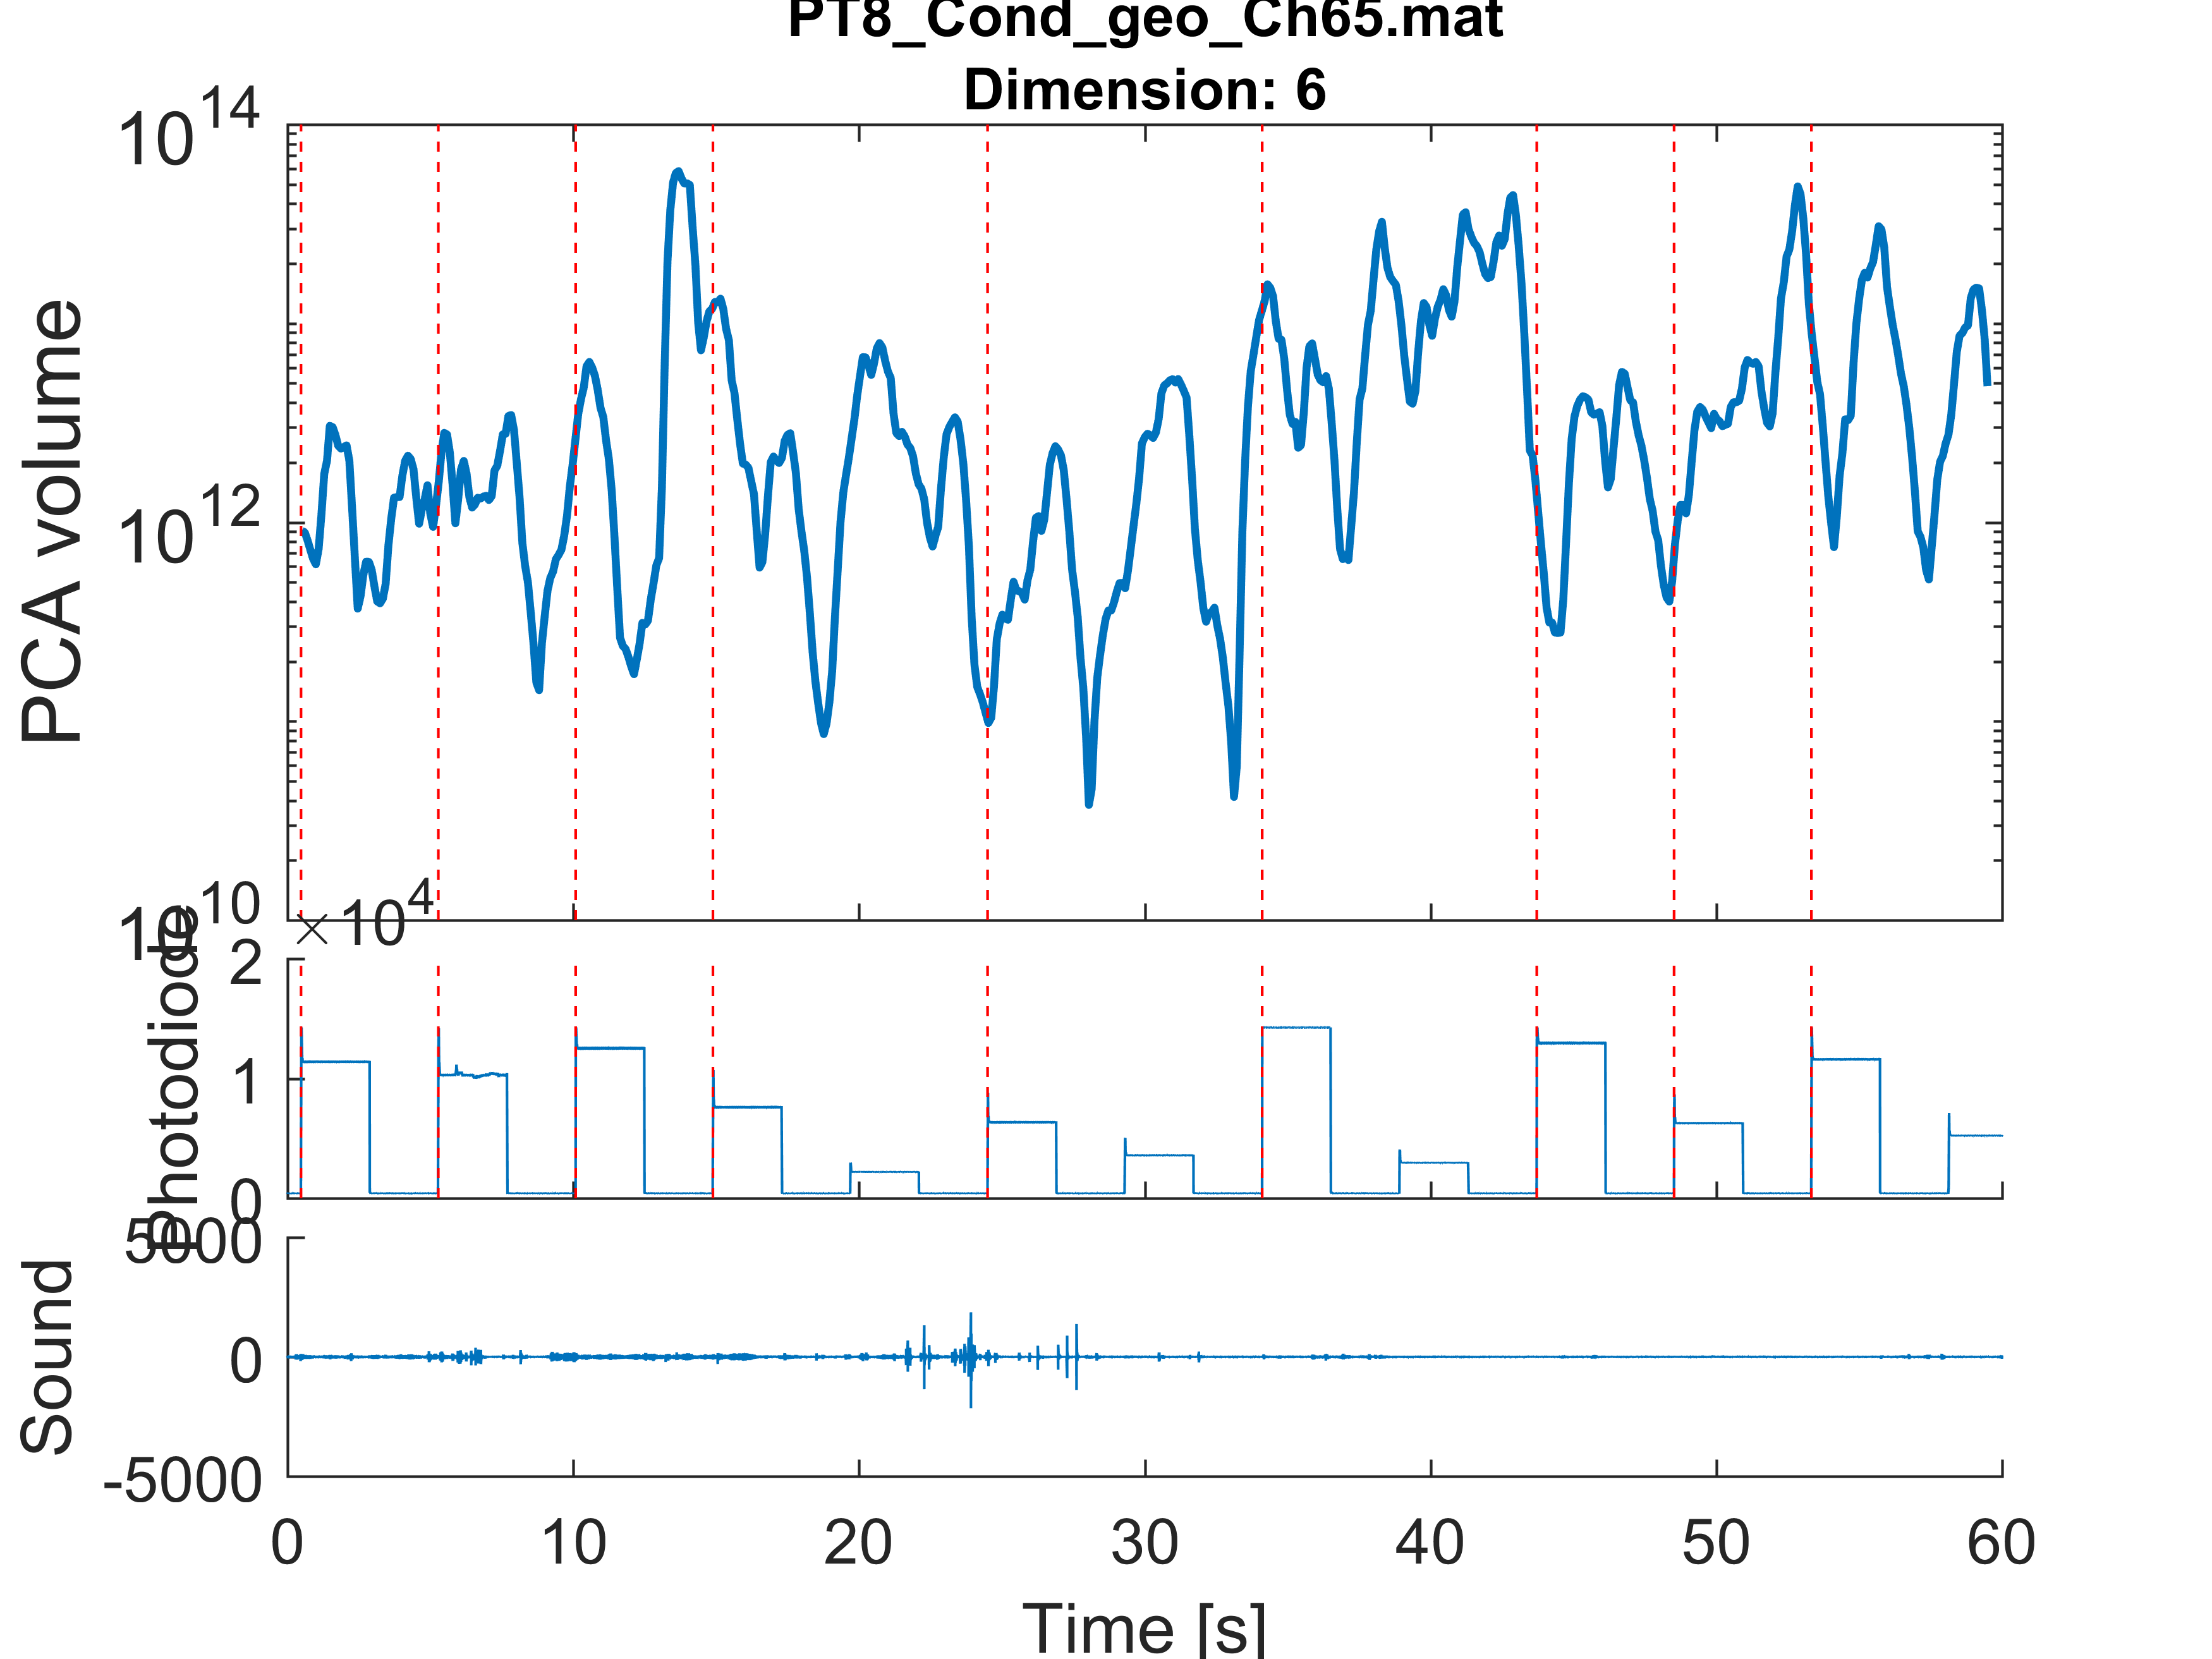 PT8_Cond_geo_Ch65.mat
Dimension: 6
10^14
10^12
10^10
PCA volume
×10^4
2
1
0
Photodiode
5000
0
-5000
Sound
0 10 20 30 40 50 60
Time [s]